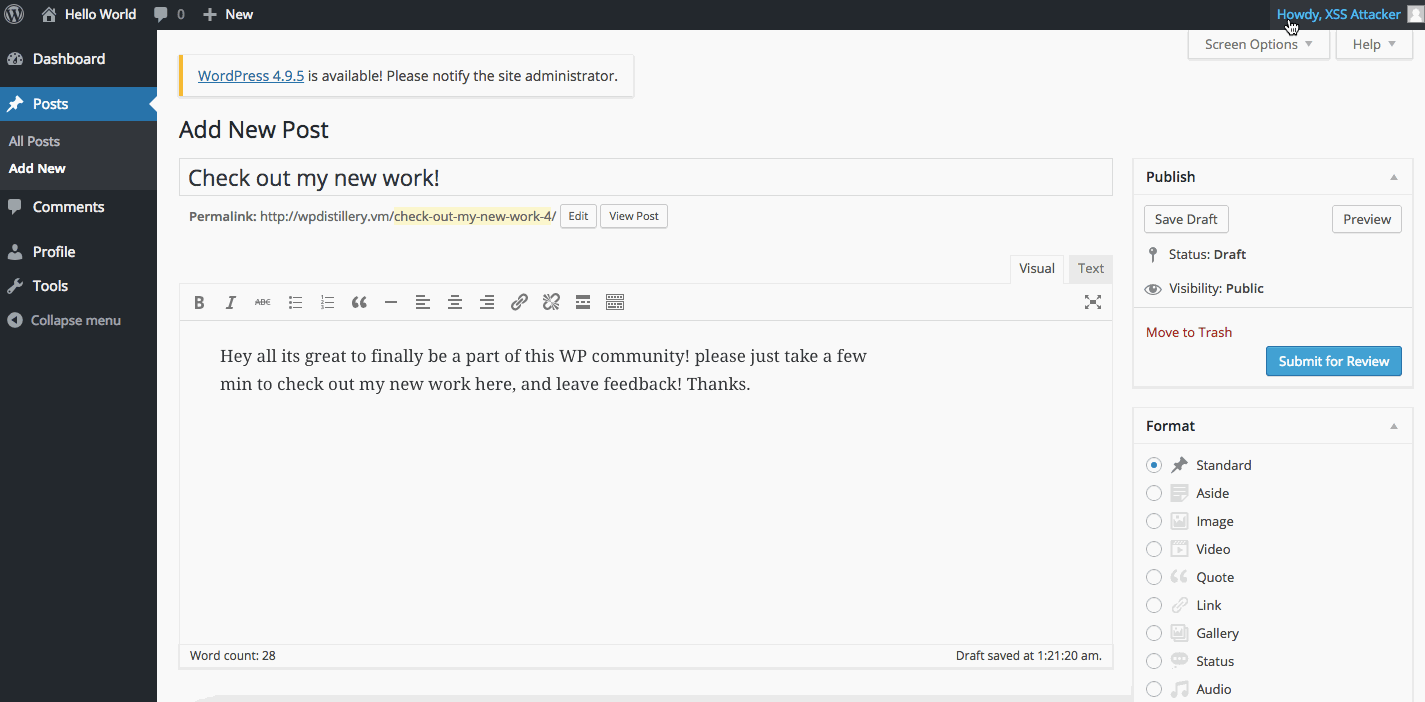 Hello World
0
New
Howdy, XSS Attacker
Screen Options
Help
Dashboard
Posts
All Posts
Add New
Comments
Profile
Tools
Collapse menu
WordPress 4.9.5 is available! Please notify the site administrator.
Add New Post
Check out my new work!
Permalink: http://wpdistillery.vm/check-out-my-new-work-4/
Edit
View Post
Visual
Text
B I ABC
Hey all its great to finally be a part of this WP community! please just take a few
min to check out my new work here, and leave feedback! Thanks.
Word count: 28
Draft saved at 1:21:20 am.
Publish
Save Draft
Preview
Status: Draft
Visibility: Public
Move to Trash
Submit for Review
Format
Standard
Aside
Image
Video
Quote
Link
Gallery
Status
Audio